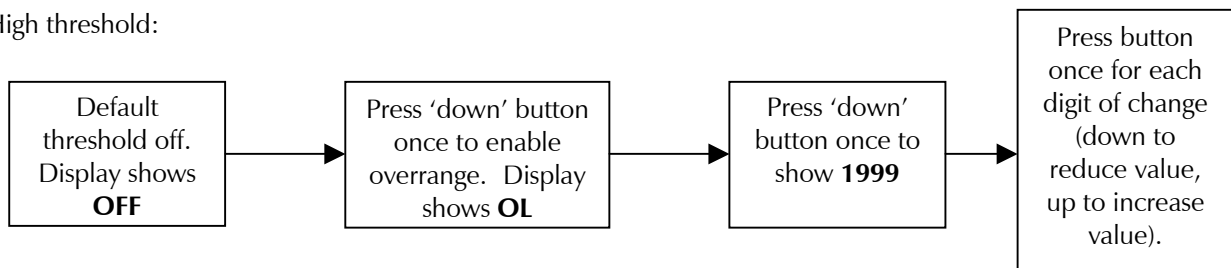 High threshold:
Default
threshold off.
Display shows
OFF
Press ‘down’ button
once to enable
overrange. Display
shows OL
Press ‘down’
button once to
show 1999
Press button
once for each
digit of change
(down to
reduce value,
up to increase
value).